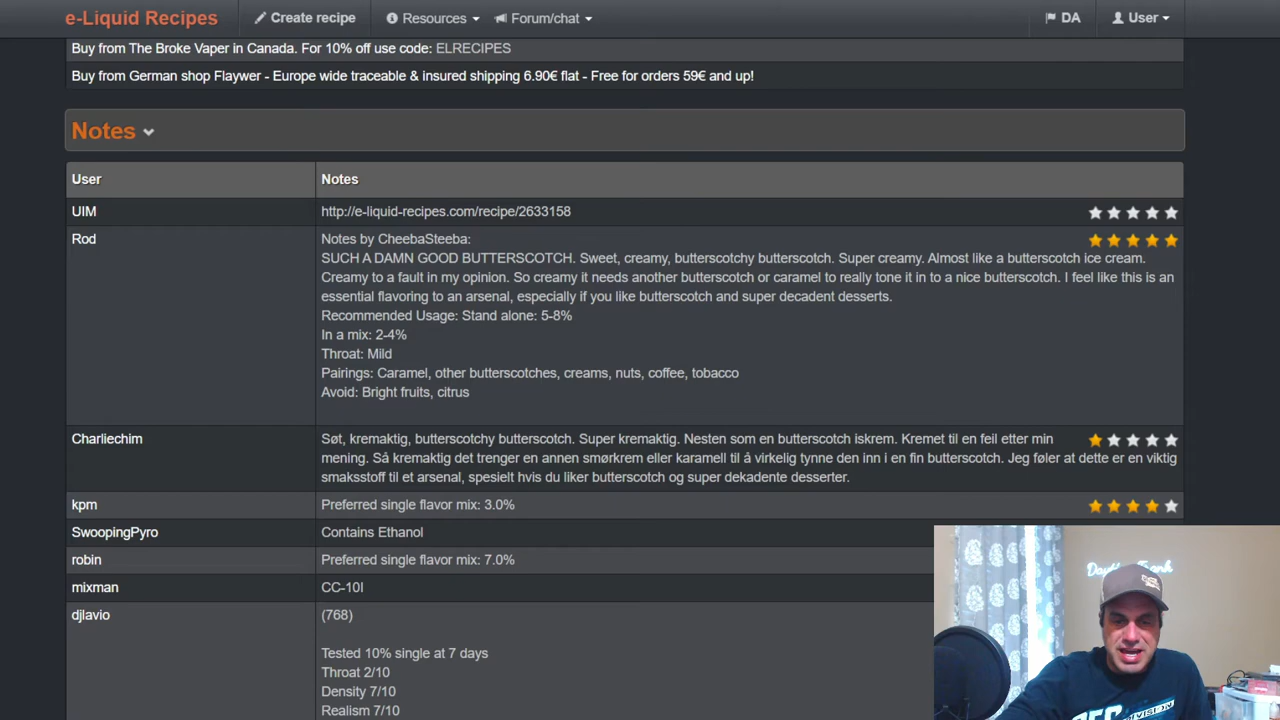 e-Liquid Recipes Create recipe Resources Forum/chat DA User
Buy from The Broke Vaper in Canada. For 10% off use code: ELRECIPES
Buy from German shop Flaywer - Europe wide traceable & insured shipping 6.90€ flat - Free for orders 59€ and up!
Notes
User Notes
UIM http://e-liquid-recipes.com/recipe/2633158
Rod Notes by CheebaSteeba:
SUCH A DAMN GOOD BUTTERSCOTCH. Sweet, creamy, butterscotchy butterscotch. Super creamy. Almost like a butterscotch ice cream.
Creamy to a fault in my opinion. So creamy it needs another butterscotch or caramel to really tone it in to a nice butterscotch. I feel like this is an
essential flavoring to an arsenal, especially if you like butterscotch and super decadent desserts.
Recommended Usage: Stand alone: 5-8%
In a mix: 2-4%
Throat: Mild
Pairings: Caramel, other butterscotches, creams, nuts, coffee, tobacco
Avoid: Bright fruits, citrus
Charliechim Søt, kremaktig, butterscotchy butterscotch. Super kremaktig. Nesten som en butterscotch iskrem. Kremet til en feil etter min
mening. Så kremaktig det trenger en annen smørkrem eller karamell til å virkelig tynne den inn i en fin butterscotch. Jeg føler at dette er en viktig
smaksstoff til et arsenal, spesielt hvis du liker butterscotch og super dekadente desserter.
kpm Preferred single flavor mix: 3.0%
SwoopingPyro Contains Ethanol
robin Preferred single flavor mix: 7.0%
mixman CC-10I
djlavio (768)
Tested 10% single at 7 days
Throat 2/10
Density 7/10
Realism 7/10